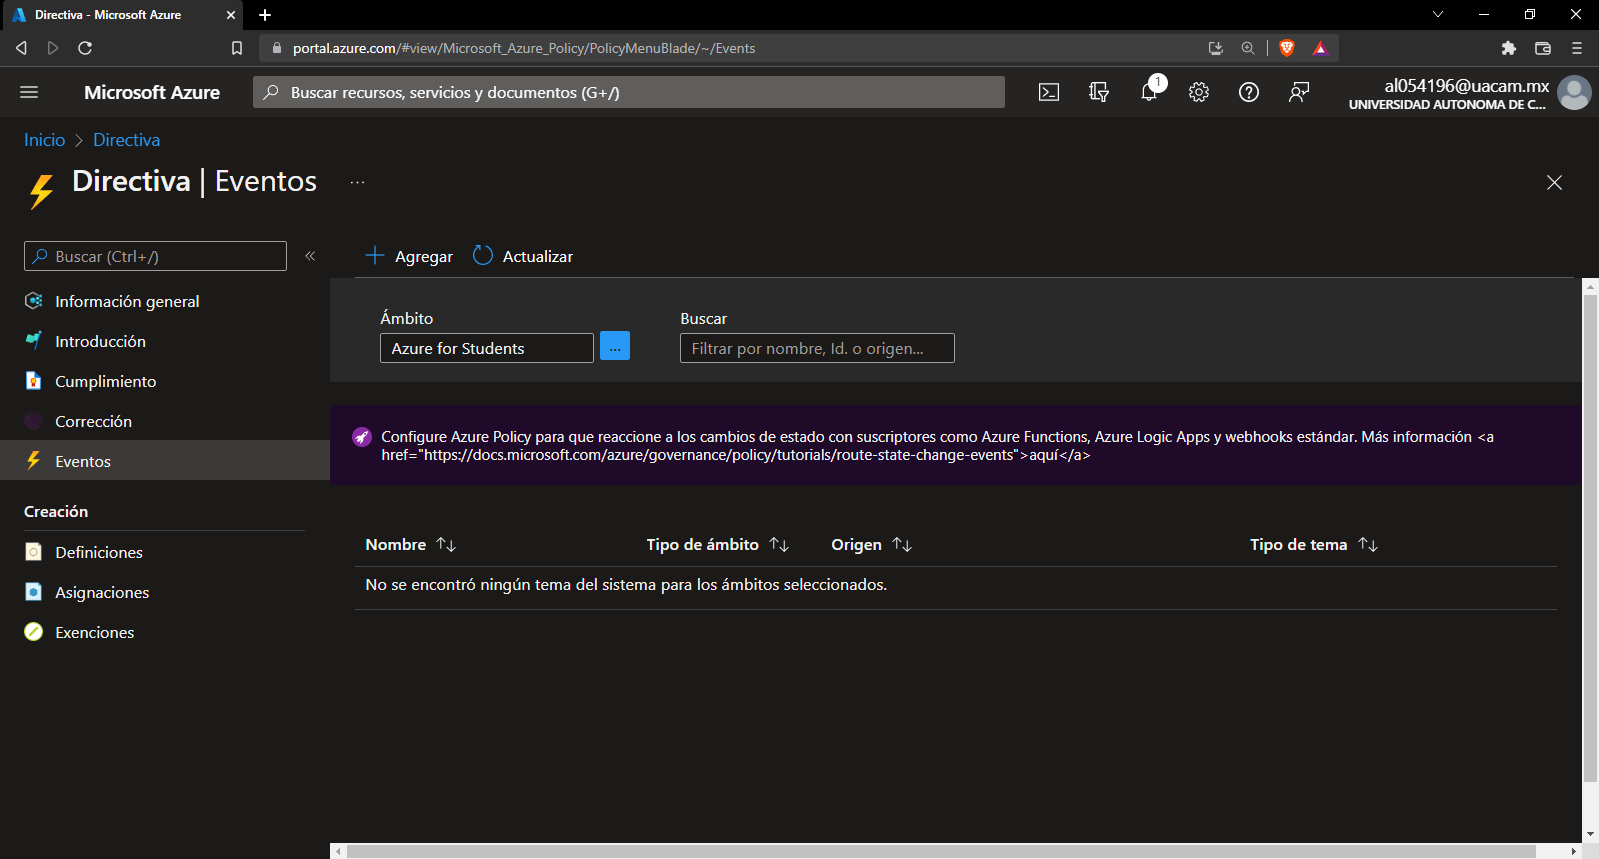 Directiva - Microsoft Azure
portal.azure.com/#view/Microsoft_Azure_Policy/PolicyMenuBlade/~/Events
Microsoft Azure
Buscar recursos, servicios y documentos (G+/)
1
al054196@uacam.mx
UNIVERSIDAD AUTONOMA DE C...
Inicio > Directiva
Directiva | Eventos ...
Buscar (Ctrl+/) «
Información general
Introducción
Cumplimiento
Corrección
Eventos
Creación
Definiciones
Asignaciones
Exenciones
Agregar Actualizar
Ámbito
Azure for Students ...
Buscar
Filtrar por nombre, Id. o origen...
Configure Azure Policy para que reaccione a los cambios de estado con suscriptores como Azure Functions, Azure Logic Apps y webhooks estándar. Más información <a
href="https://docs.microsoft.com/azure/governance/policy/tutorials/route-state-change-events">aquí</a>
Nombre ↑↓ Tipo de ámbito ↑↓ Origen ↑↓ Tipo de tema ↑↓
No se encontró ningún tema del sistema para los ámbitos seleccionados.